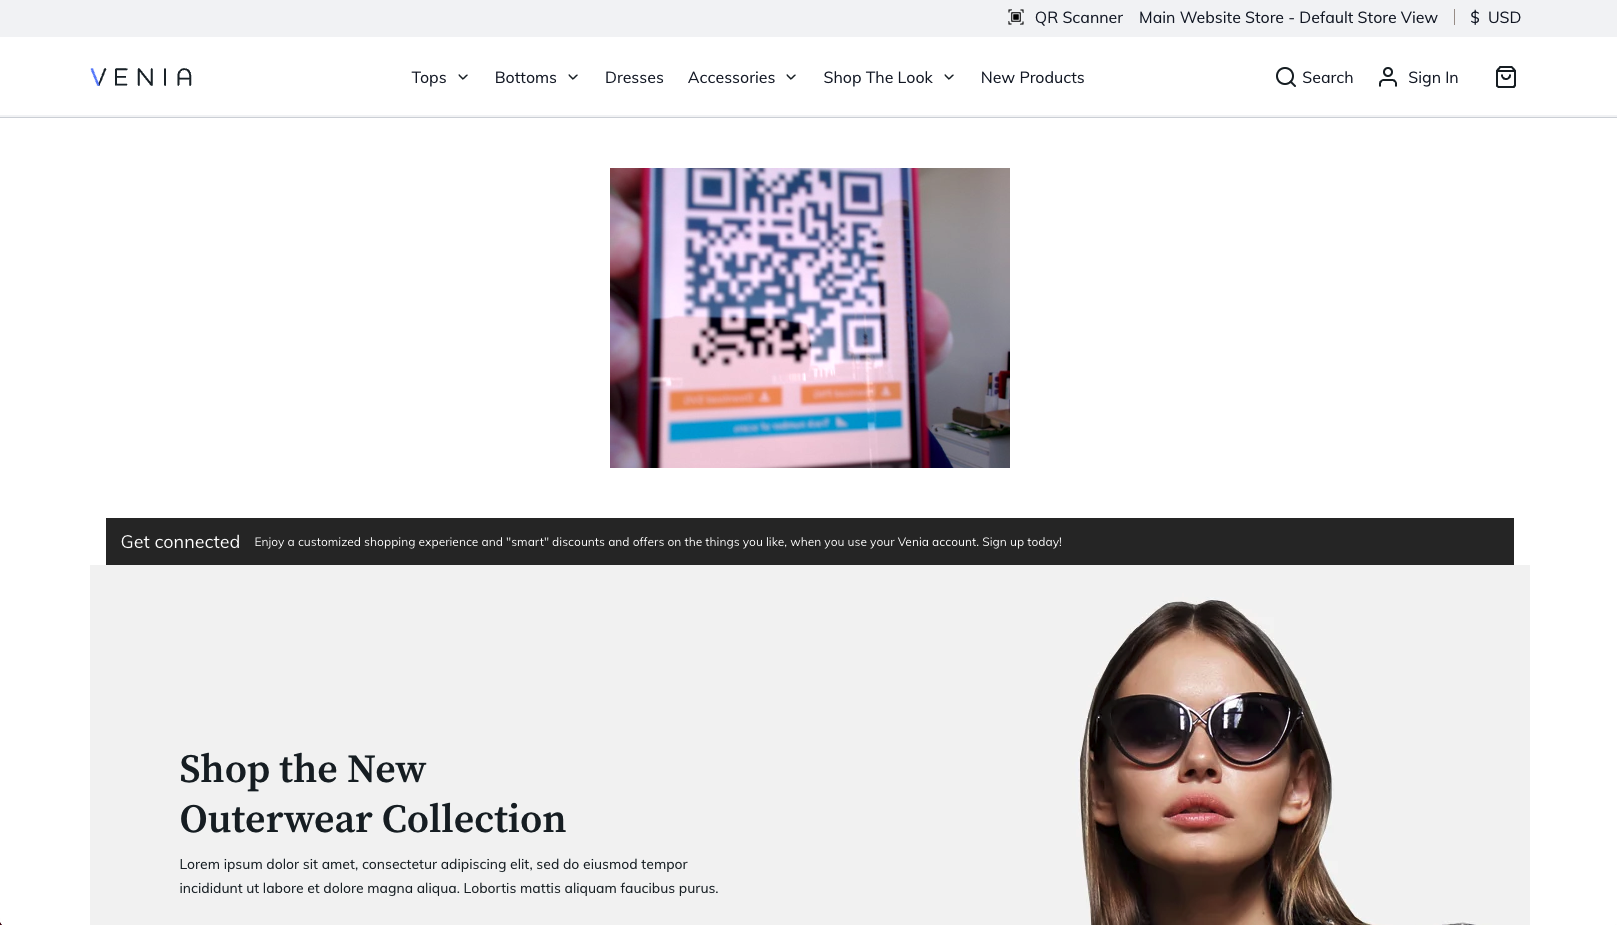 QR Scanner Main Website Store - Default Store View $ USD
VENIA Tops Bottoms Dresses Accessories Shop The Look New Products Search Sign In
Get connected Enjoy a customized shopping experience and "smart" discounts and offers on the things you like, when you use your Venia account. Sign up today!
Shop the New
Outerwear Collection
Lorem ipsum dolor sit amet, consectetur adipiscing elit, sed do eiusmod tempor
incididunt ut labore et dolore magna aliqua. Lobortis mattis aliquam faucibus purus.